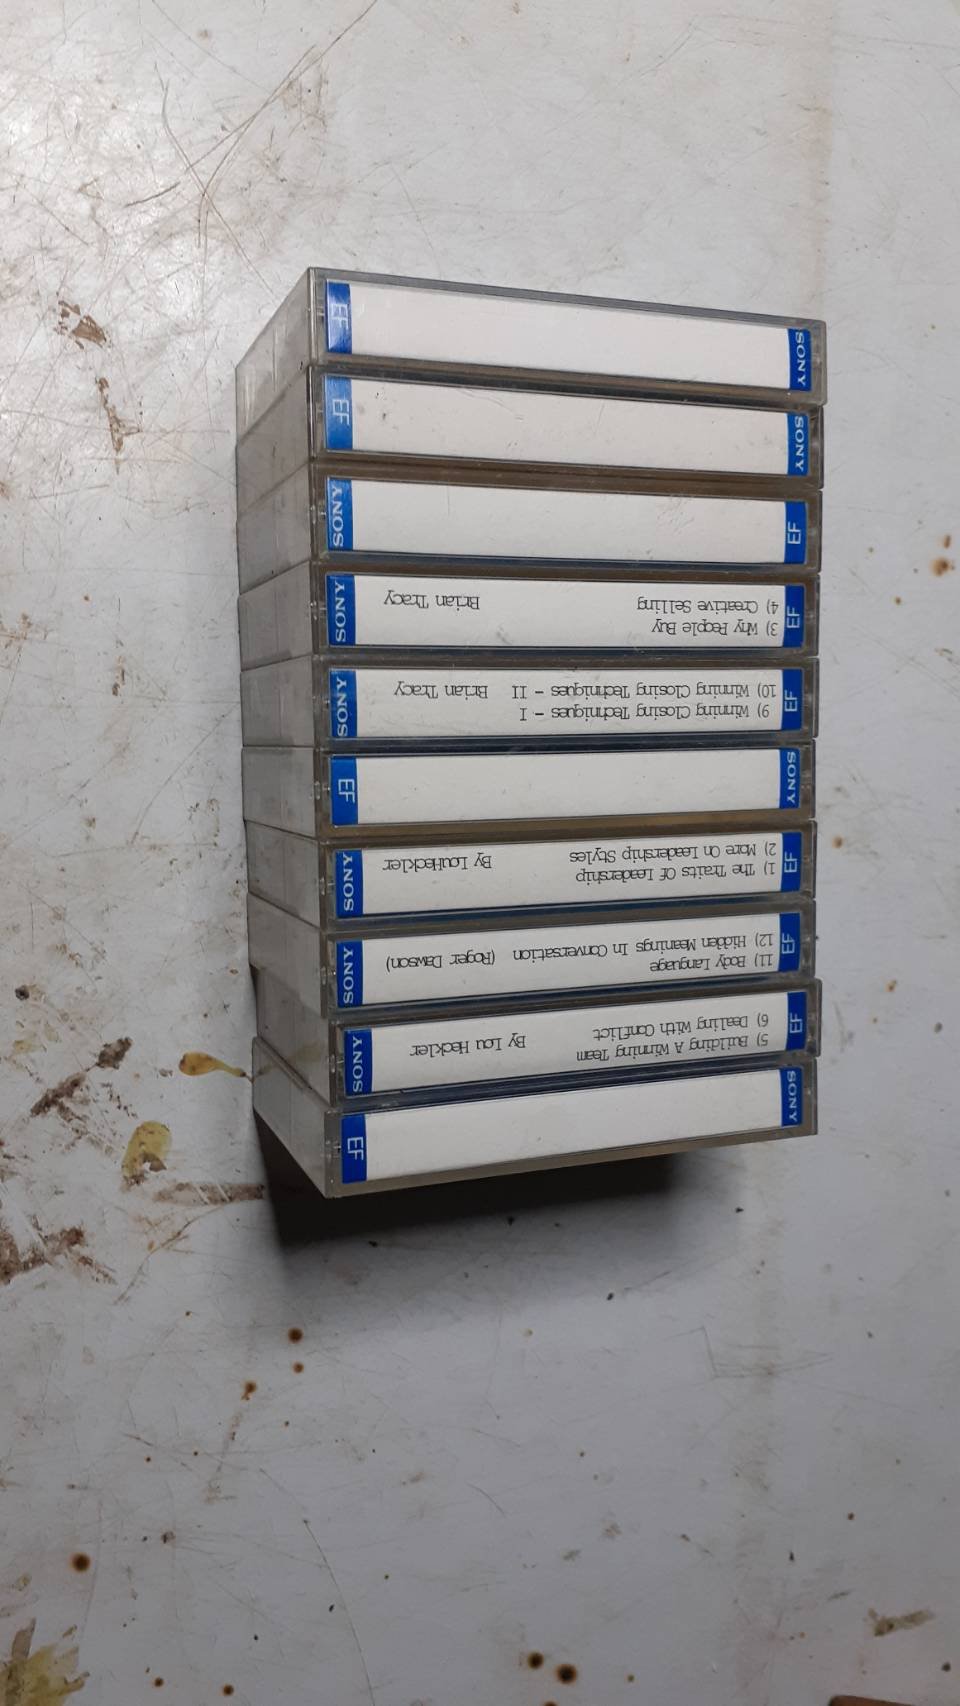 EF SONY
EF SONY
SONY EF
3) Why People Buy
4) Creative Selling Brian Tracy
SONY EF
9) Winning Closing Techniques - I
10) Winning Closing Techniques - II Brian Tracy
SONY EF
EF SONY
1) The Traits Of Leadership
2) More On Leadership Styles By LouHeckler
SONY EF
11) Body Language
12) Hidden Meanings In Conversation (Roger Dawson)
SONY EF
5) Building A Winning Team
6) Dealing With Conflict By Lou Heckler
SONY EF
EF SONY